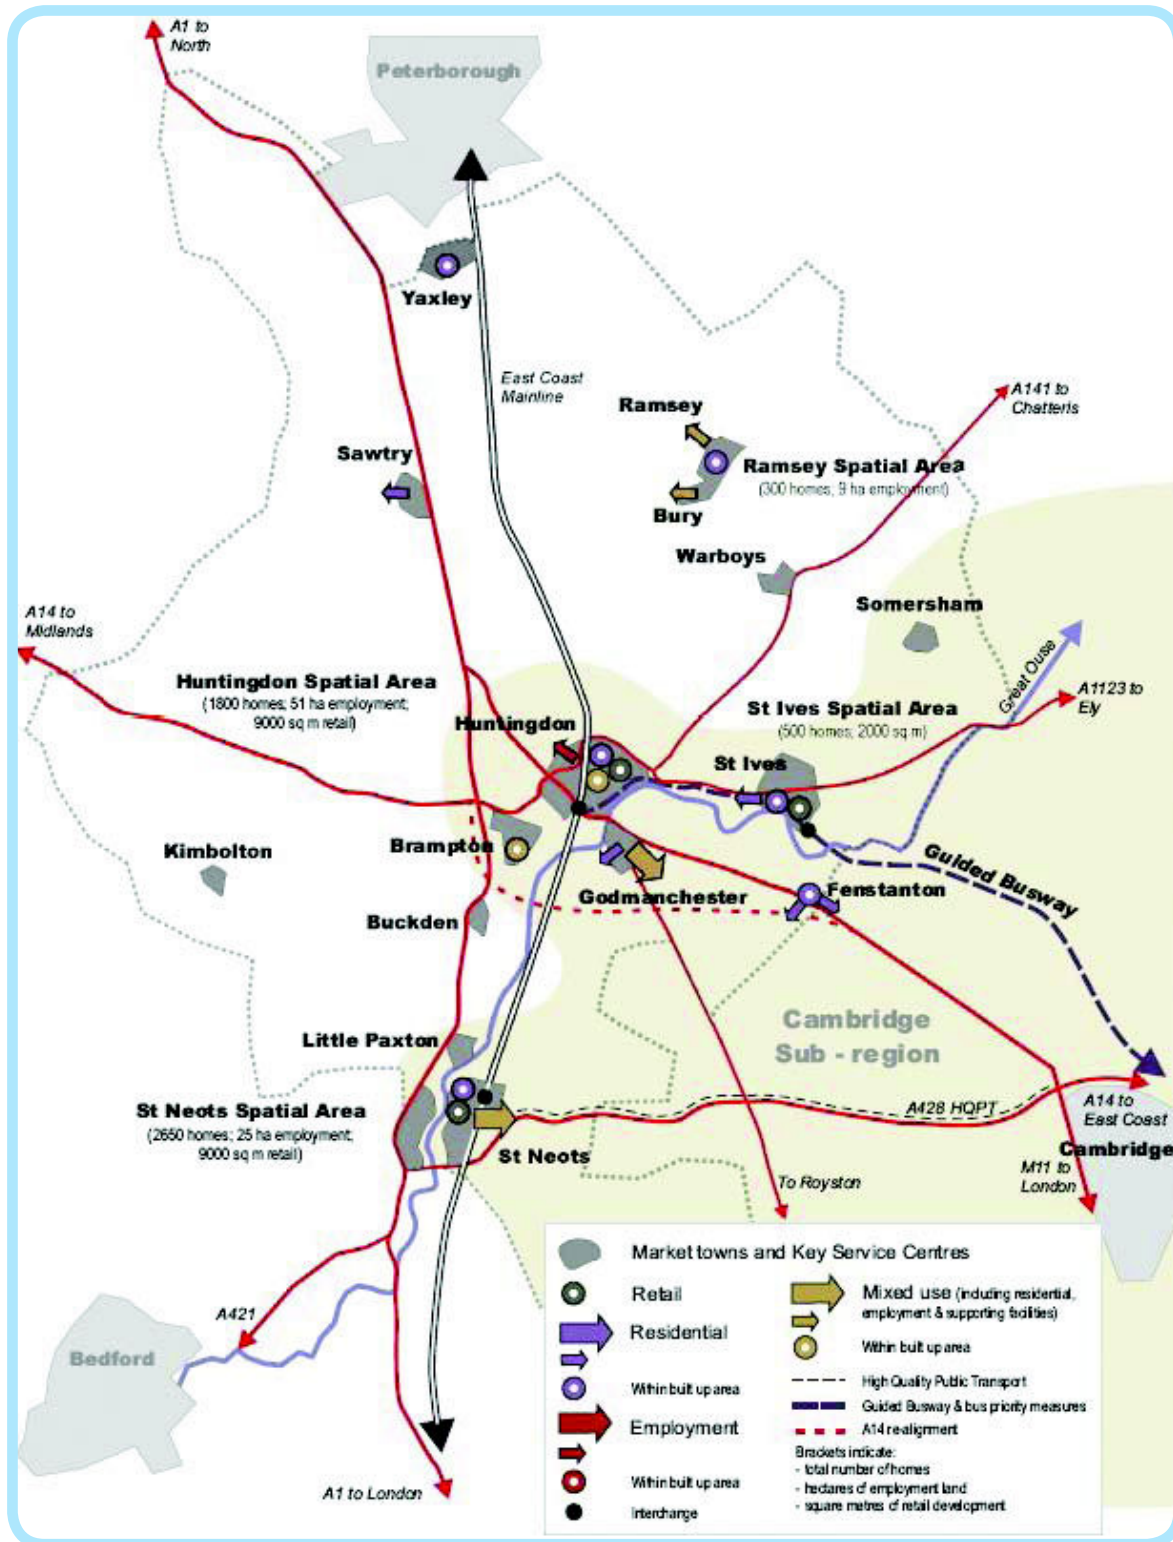 A1 to
North
Peterborough
Yaxley
East Coast
Mainline
A141 to
Chatteris
Ramsey
Sawtry
Ramsey Spatial Area
(300 homes; 9 ha employment)
Bury
Warboys
Somersham
A14 to
Midlands
Great Ouse
Huntingdon Spatial Area
(1800 homes; 51 ha employment;
9000 sq m retail)
A1123 to
Ely
St Ives Spatial Area
(500 homes; 2000 sq m)
Huntingdon
St Ives
Brampton
Kimbolton
Guided Busway
Godmanchester
Fenstanton
Buckden
Cambridge
Sub - region
Little Paxton
St Neots Spatial Area
(2650 homes; 25 ha employment;
9000 sq m retail)
A428 HQPT
A14 to
East Coast
St Neots
Cambridge
M11 to
London
To Royston
A421
Bedford
A1 to London
Market towns and Key Service Centres
Retail
Residential
Within built up area
Employment
Within built up area
Interchange
Mixed use (including residential,
employment & supporting facilities)
Within built up area
High Quality Public Transport
Guided Busway & bus priority measures
A14 re-alignment
Brackets indicate:
- total number of homes
- hectares of employment land
- square metres of retail development